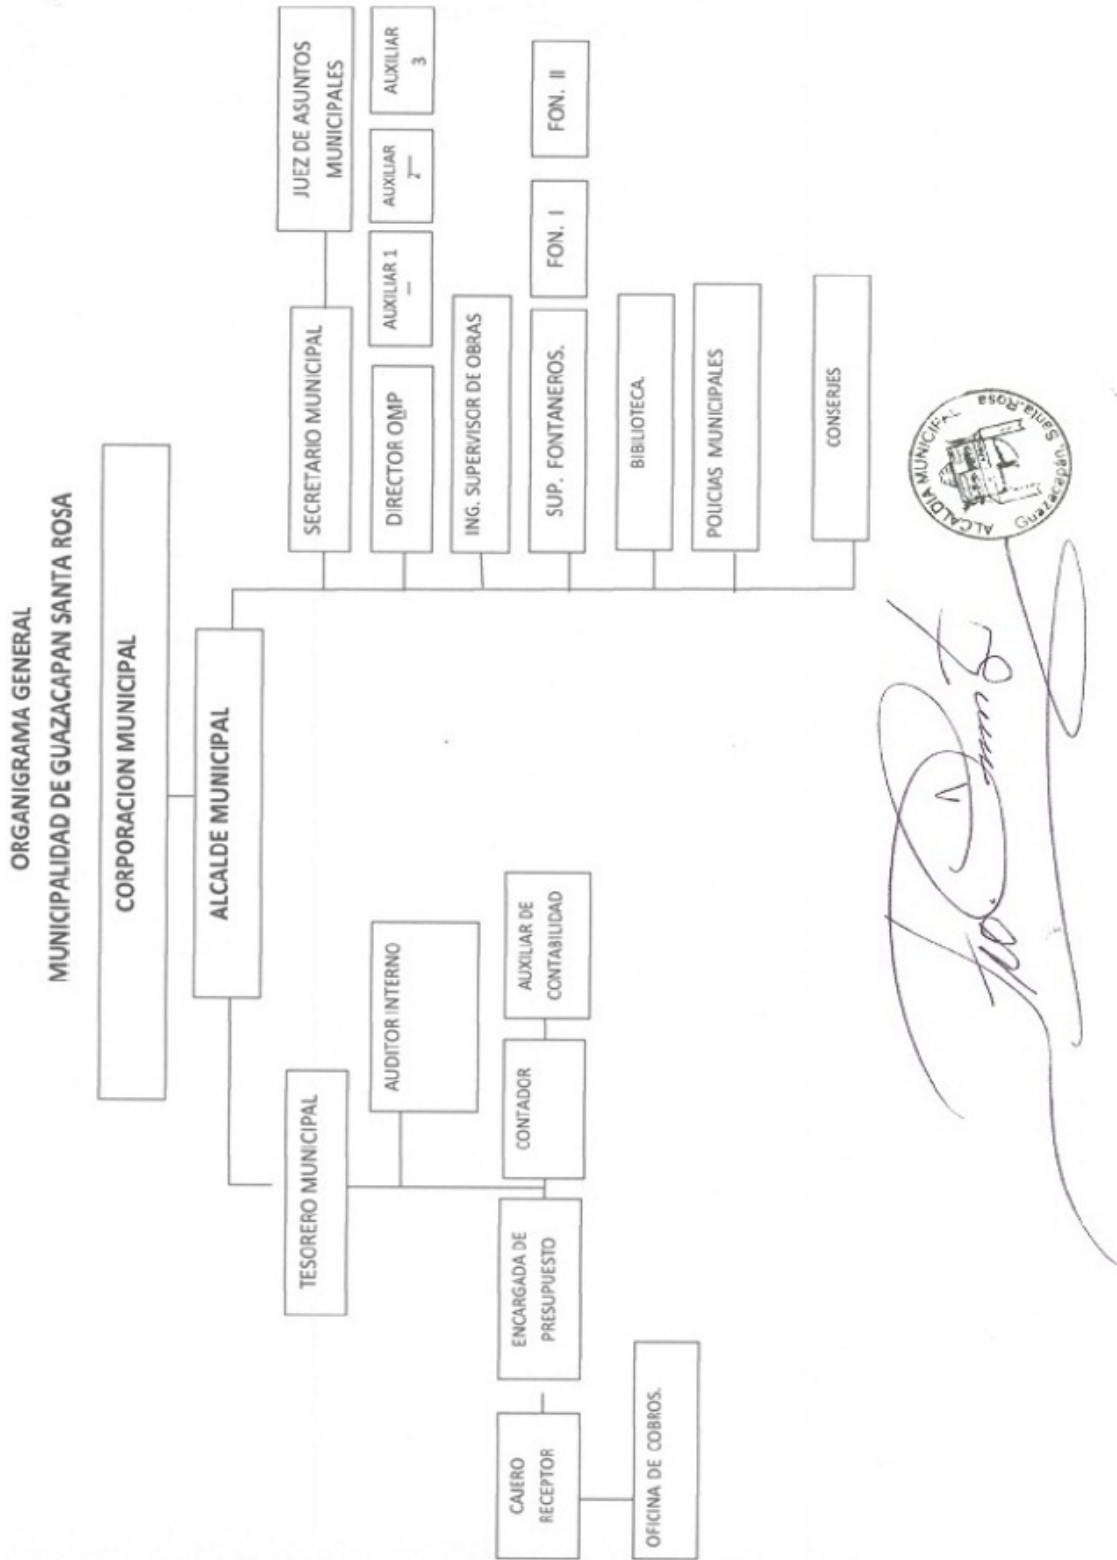 ORGANIGRAMA GENERAL
MUNICIPALIDAD DE GUAZACAPAN SANTA ROSA
CORPORACION MUNICIPAL
ALCALDE MUNICIPAL
TESORERO MUNICIPAL
AUDITOR INTERNO
CAJERO
RECEPTOR
ENCARGADA DE
PRESUPUESTO
CONTADOR
AUXILIAR DE
CONTABILIDAD
OFICINA DE COBROS.
SECRETARIO MUNICIPAL
JUEZ DE ASUNTOS
MUNICIPALES
DIRECTOR OMP
AUXILIAR 1
AUXILIAR
2
AUXILIAR
3
ING. SUPERVISOR DE OBRAS
SUP. FONTANEROS.
FON. I
FON. II
BIBLIOTECA.
POLICIAS MUNICIPALES
CONSERJES
ALCALDIA MUNICIPAL
Guazacapán, Santa Rosa